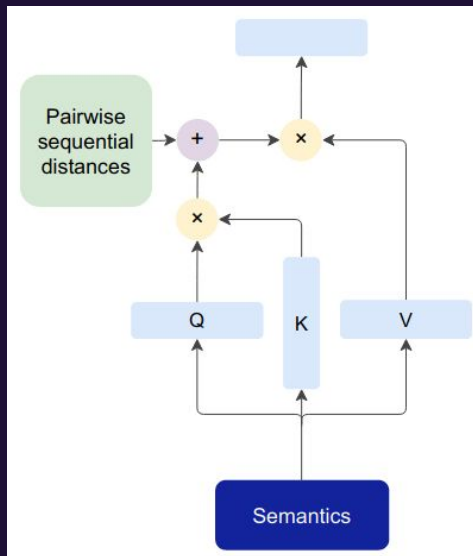 Pairwise
sequential
distances
+
×
×
Q
K
V
Semantics